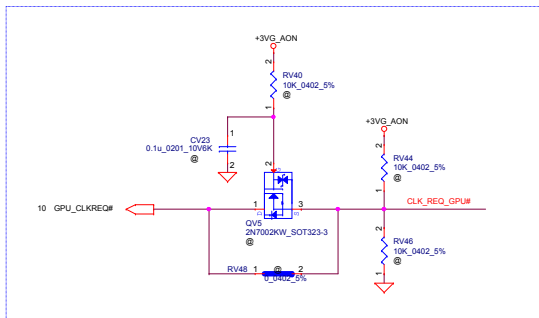 +3VG_AON
2
RV40
10K_0402_5%
@
1
CV23
0.1u_0201_10V6K
@
1
2
+3VG_AON
2
RV44
10K_0402_5%
@
1
2
G
10 GPU_CLKREQ#
1
D
S
3
CLK_REQ_GPU#
QV5
2N7002KW_SOT323-3
@
2
RV46
10K_0402_5%
@
1
RV48
1
@
2
0_0402_5%